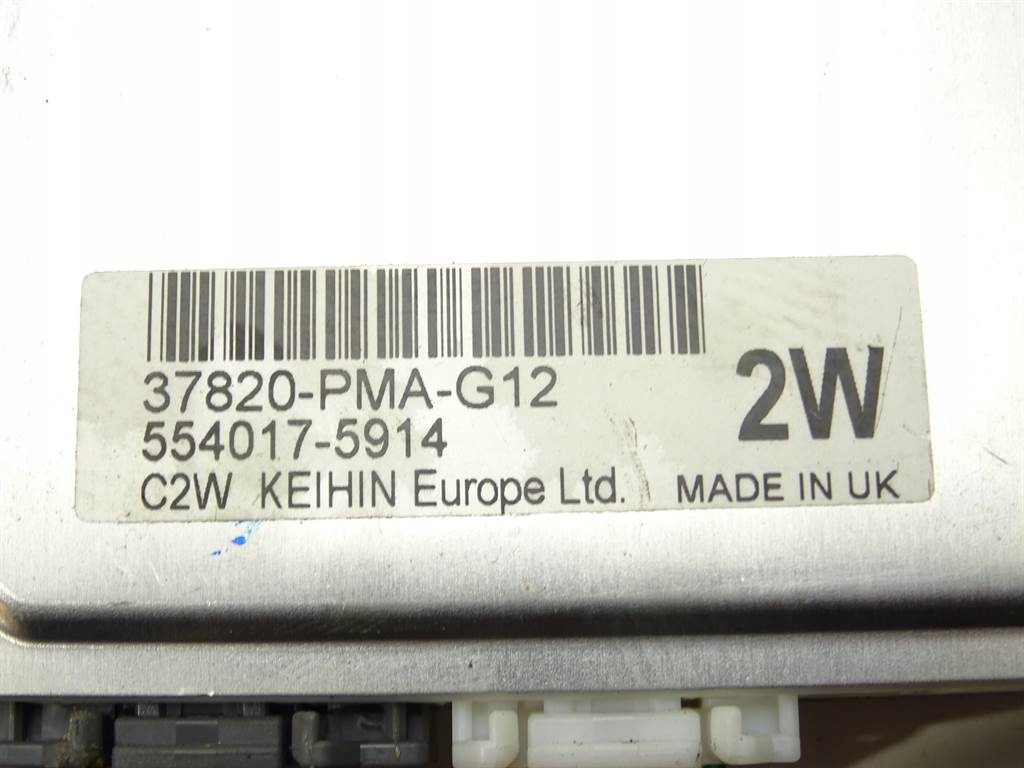 37820-PMA-G12
554017-5914
2W
C2W KEIHIN Europe Ltd. MADE IN UK